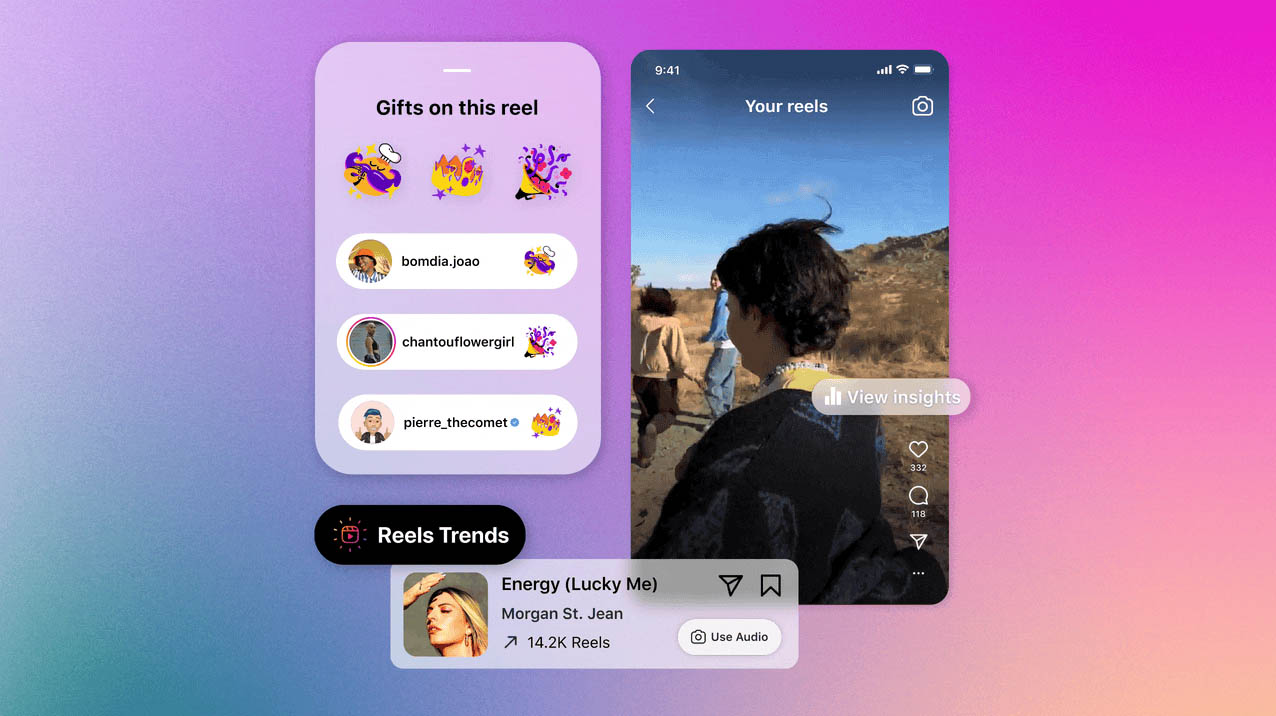 Gifts on this reel
bomdia.joao
chantouflowergirl
pierre_thecomet
9:41
Your reels
View insights
332
118
Reels Trends
Energy (Lucky Me)
Morgan St. Jean
14.2K Reels
Use Audio